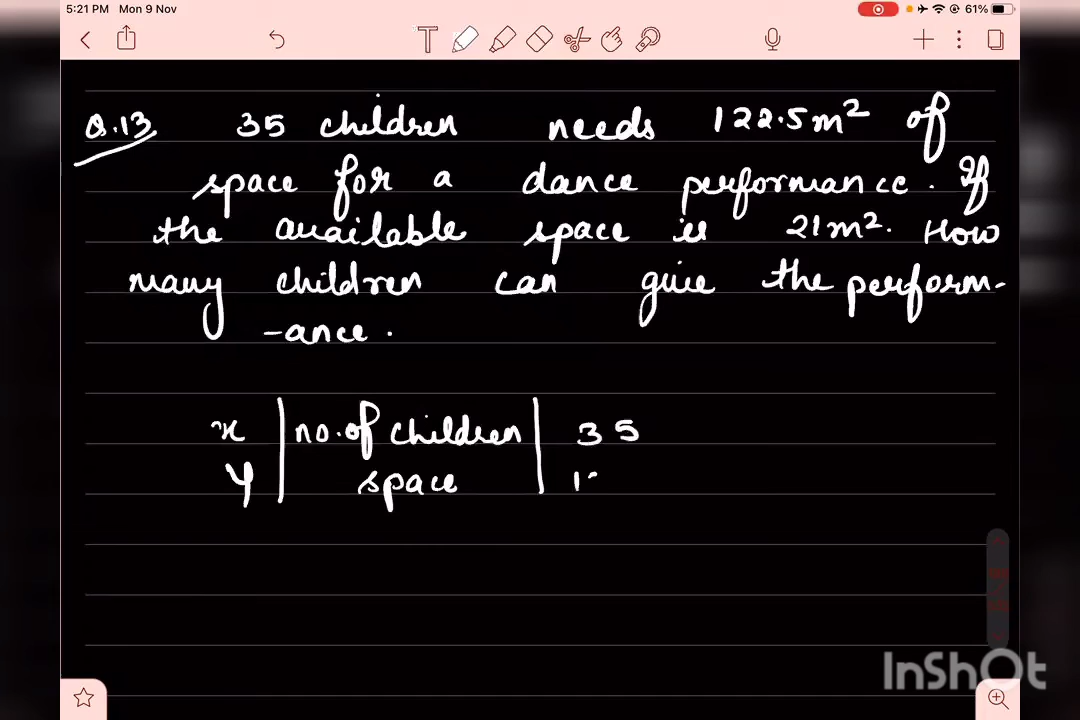 5:21 PM Mon 9 Nov 61%
Q.13 35 children needs 122.5m² of
space for a dance performance. If
the available space is 21m². How
many children can give the perform-
-ance.
x no. of children 35
y space 1
InShOt